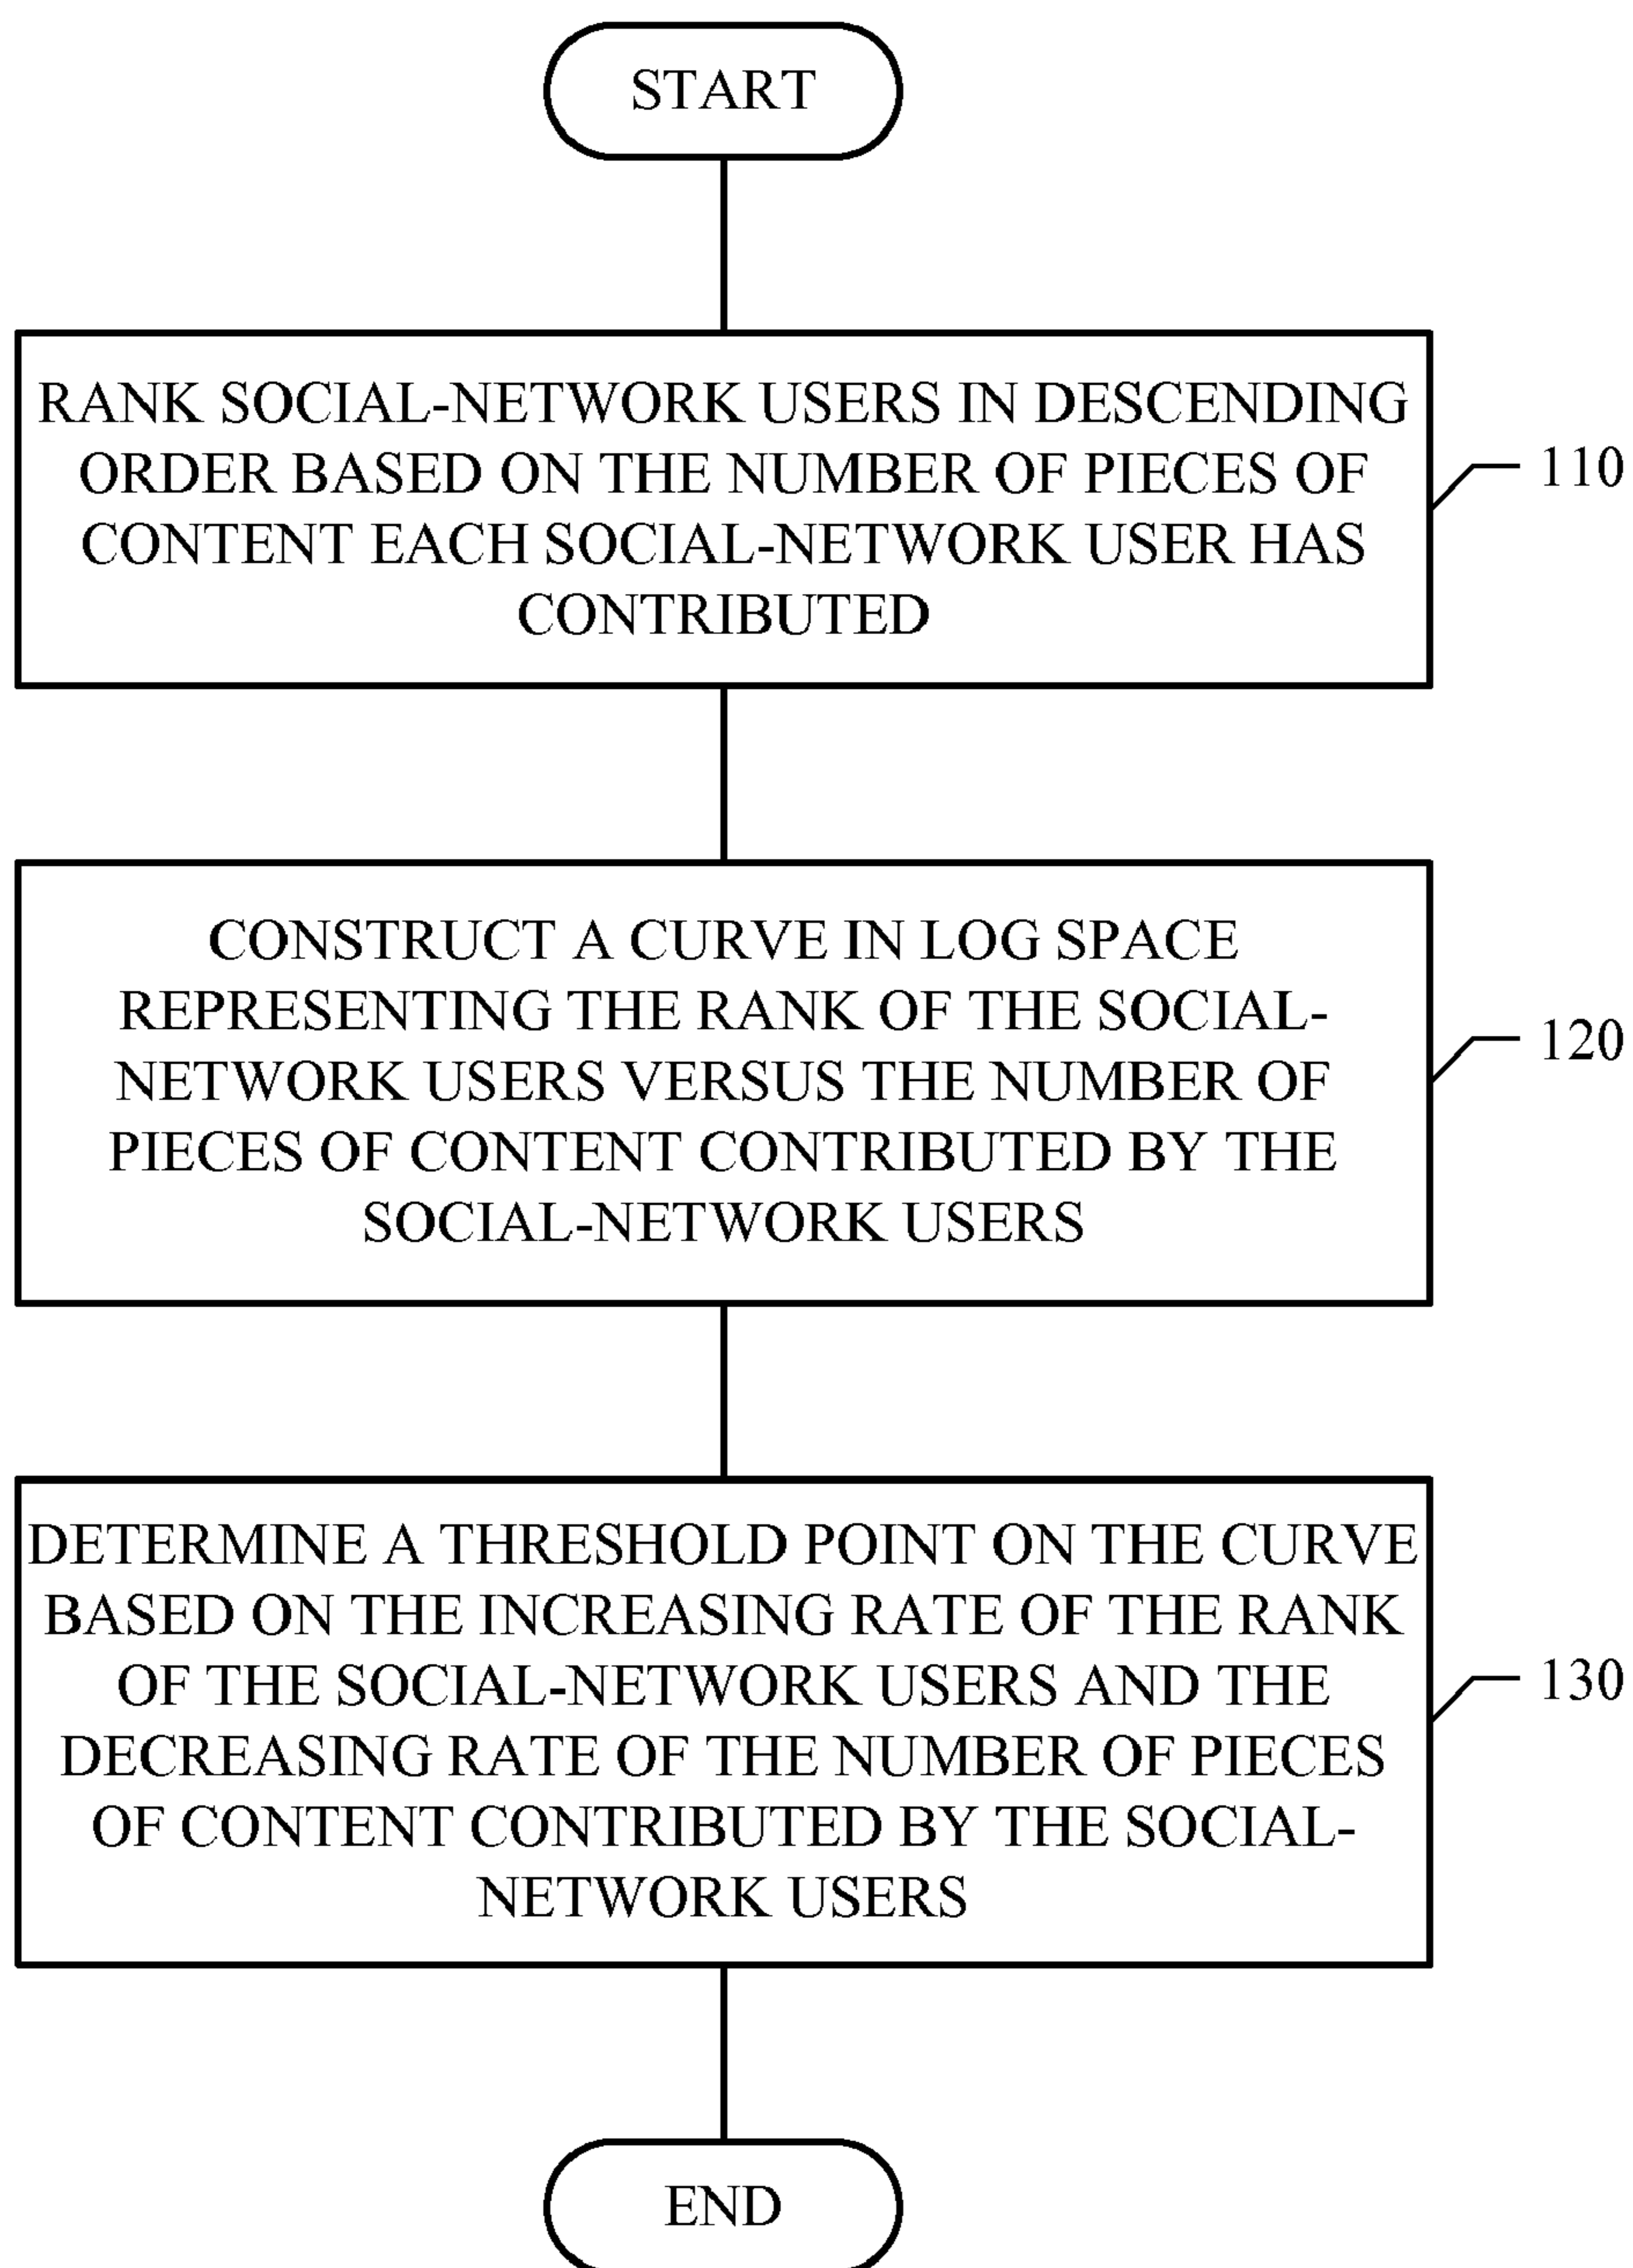 START
RANK SOCIAL-NETWORK USERS IN DESCENDING
ORDER BASED ON THE NUMBER OF PIECES OF
CONTENT EACH SOCIAL-NETWORK USER HAS
CONTRIBUTED
110
CONSTRUCT A CURVE IN LOG SPACE
REPRESENTING THE RANK OF THE SOCIAL-
NETWORK USERS VERSUS THE NUMBER OF
PIECES OF CONTENT CONTRIBUTED BY THE
SOCIAL-NETWORK USERS
120
DETERMINE A THRESHOLD POINT ON THE CURVE
BASED ON THE INCREASING RATE OF THE RANK
OF THE SOCIAL-NETWORK USERS AND THE
DECREASING RATE OF THE NUMBER OF PIECES
OF CONTENT CONTRIBUTED BY THE SOCIAL-
NETWORK USERS
130
END